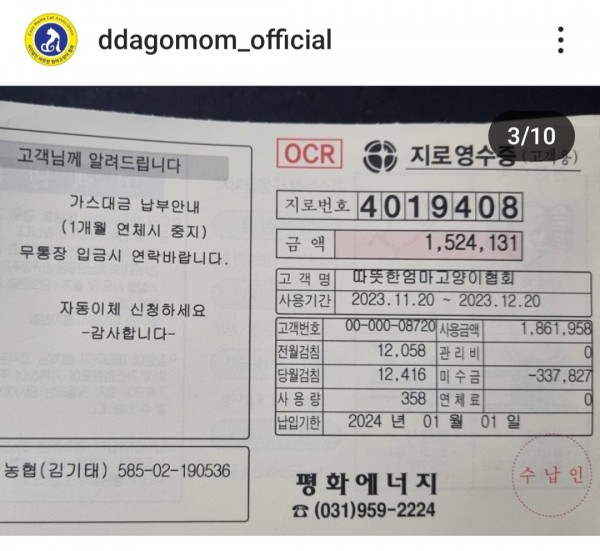 ddagomom_official
3/10
고객님께 알려드립니다
가스대금 납부안내
(1개월 연체시 중지)
무통장 입금시 연락바랍니다.
자동이체 신청하세요
-감사합니다-
농협(김기태) 585-02-190536
OCR 지로영수증 (고객용)
지로번호 4019408
금 액 1,524,131
고 객 명 따뜻한엄마고양이협회
사용기간 2023.11.20 ~ 2023.12.20
고객번호 00-000-08720 사용금액 1,861,958
전월검침 12,058 관 리 비 0
당월검침 12,416 미 수 금 -337,827
사 용 량 358 연 체 료 0
납입기한 2024 년 01 월 01 일
평화에너지
☎ (031)959-2224
수 납 인